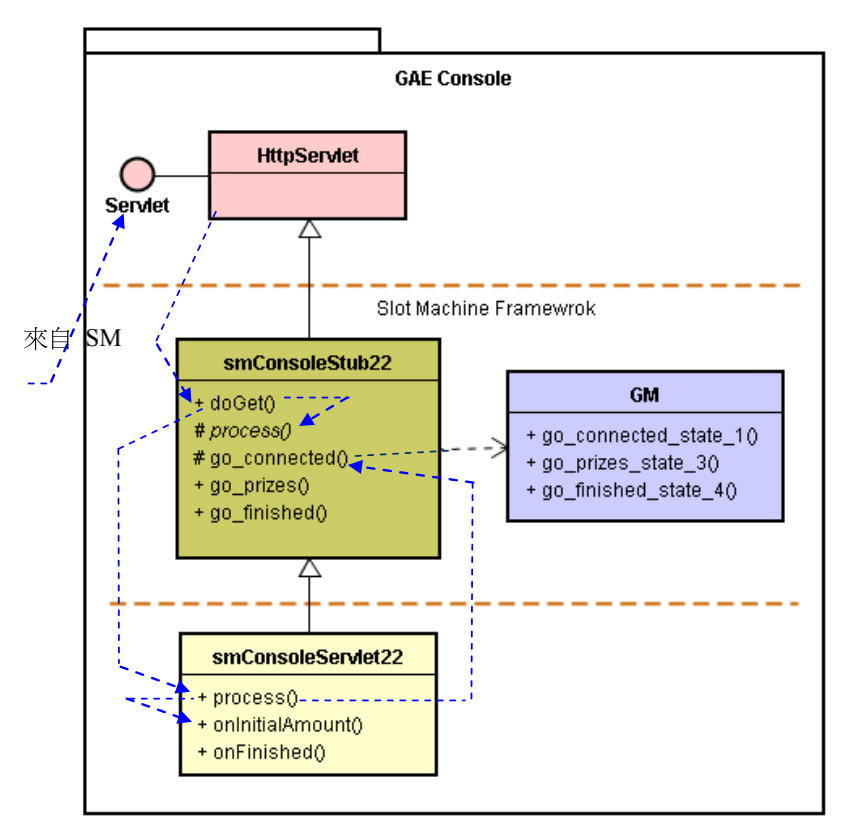 GAE Console
HttpServlet
Servlet
Slot Machine Framewrok
來自 SM
smConsoleStub22
+ doGet()
# process()
# go_connected()
+ go_prizes()
+ go_finished()
GM
+ go_connected_state_1()
+ go_prizes_state_3()
+ go_finished_state_4()
smConsoleServlet22
+ process()
+ onInitialAmount()
+ onFinished()